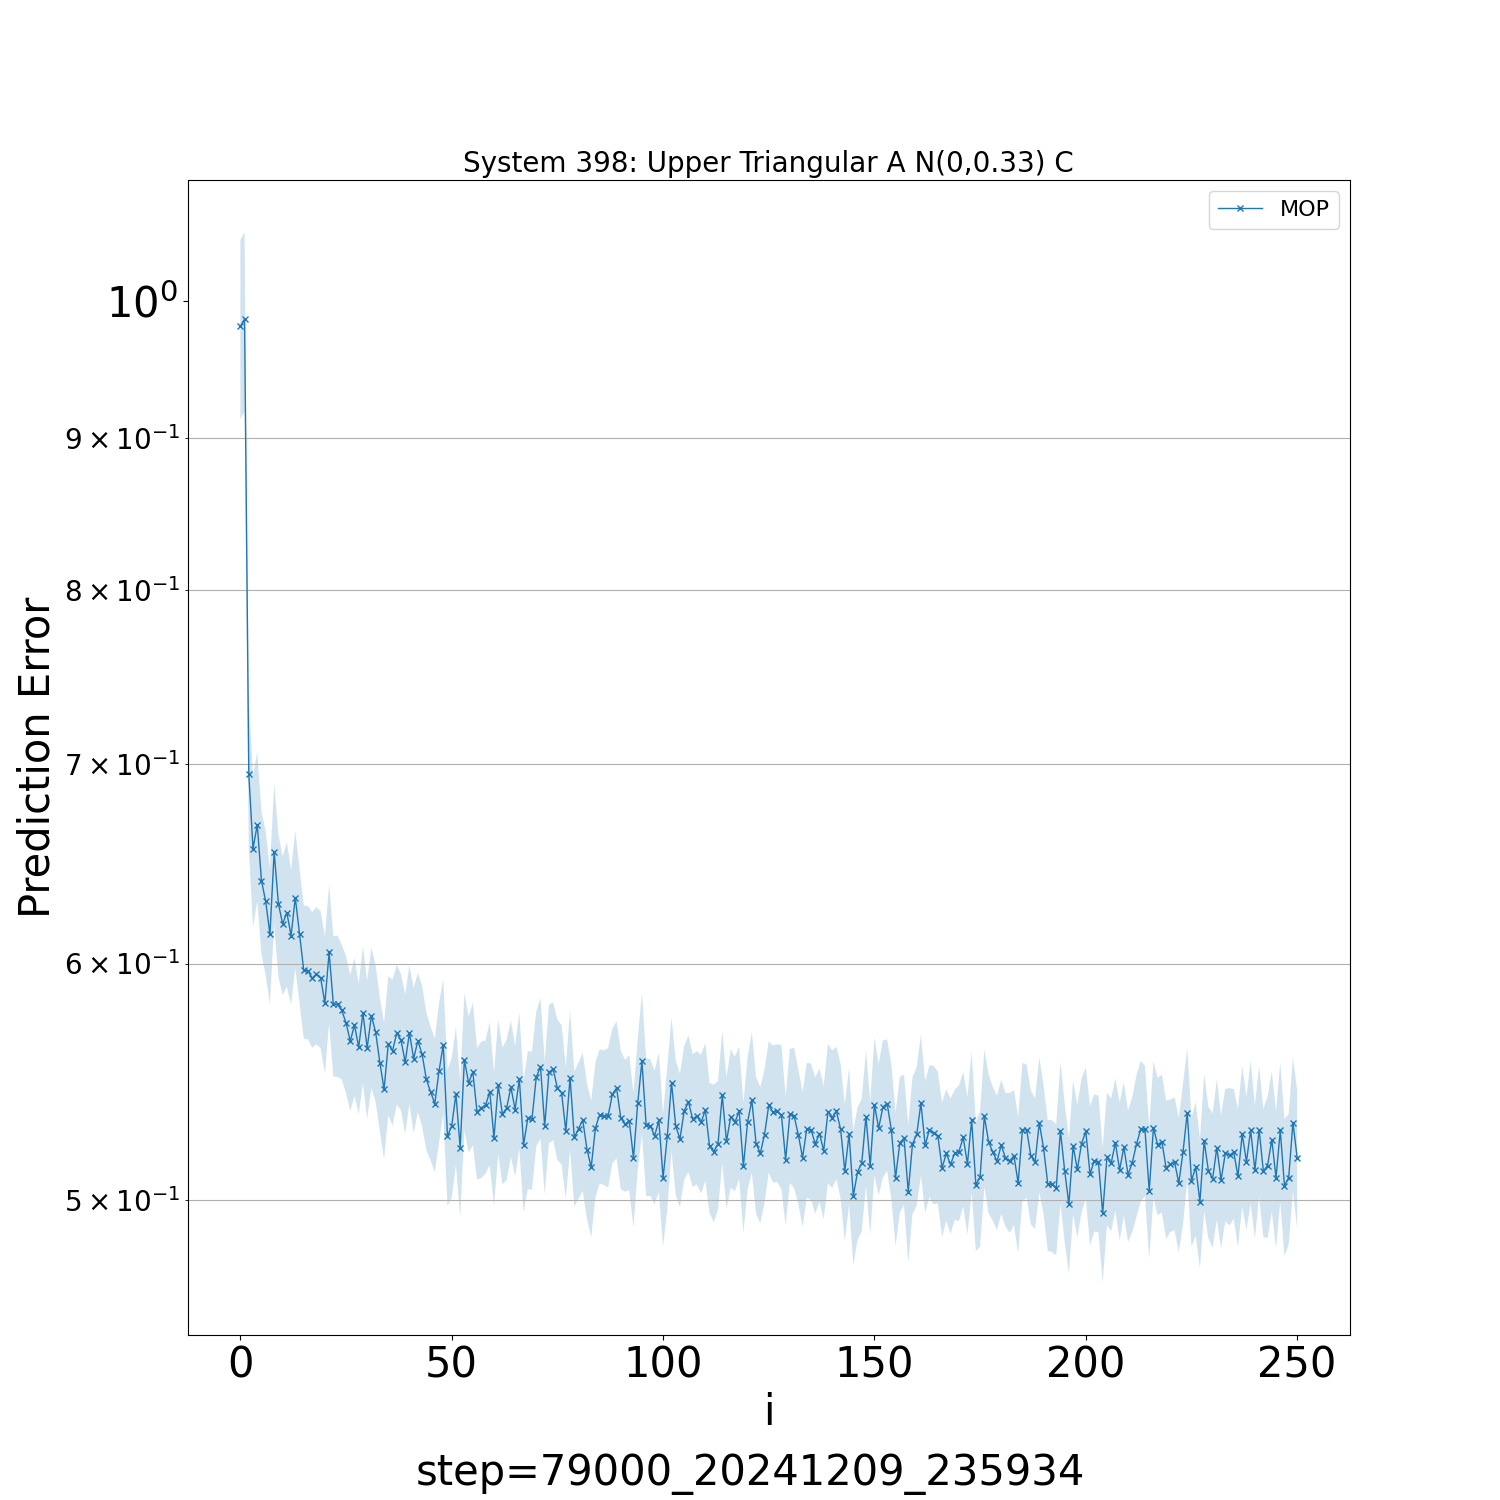 System 398: Upper Triangular A N(0,0.33) C
MOP
10⁰
9 × 10⁻¹
8 × 10⁻¹
7 × 10⁻¹
6 × 10⁻¹
5 × 10⁻¹
Prediction Error
0 50 100 150 200 250
i
step=79000_20241209_235934